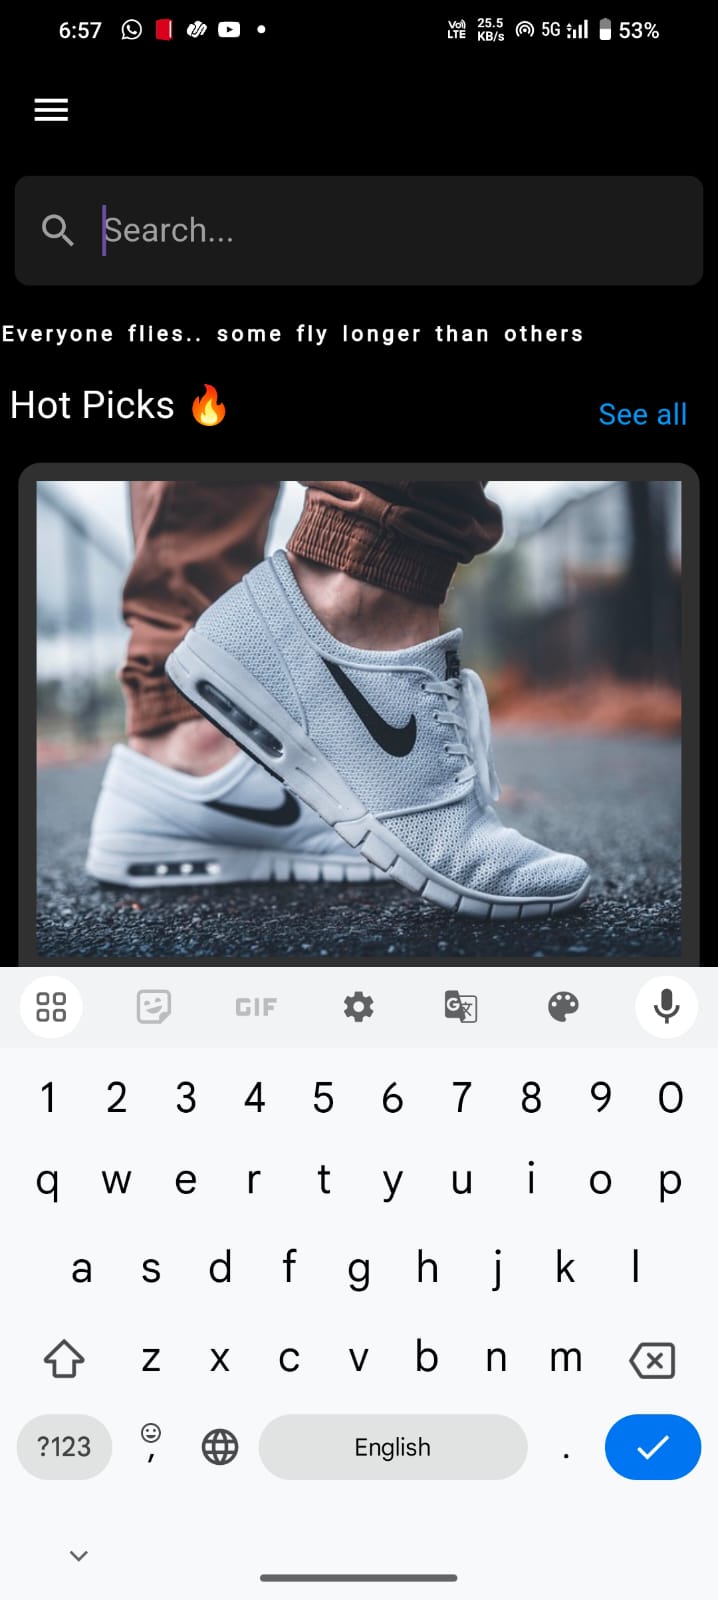 6:57 Vo) LTE 25.5 KB/s 5G 53%
Search...
Everyone flies.. some fly longer than others
Hot Picks 🔥
See all
GIF
1 2 3 4 5 6 7 8 9 0
q w e r t y u i o p
a s d f g h j k l
z x c v b n m
?123 , English .